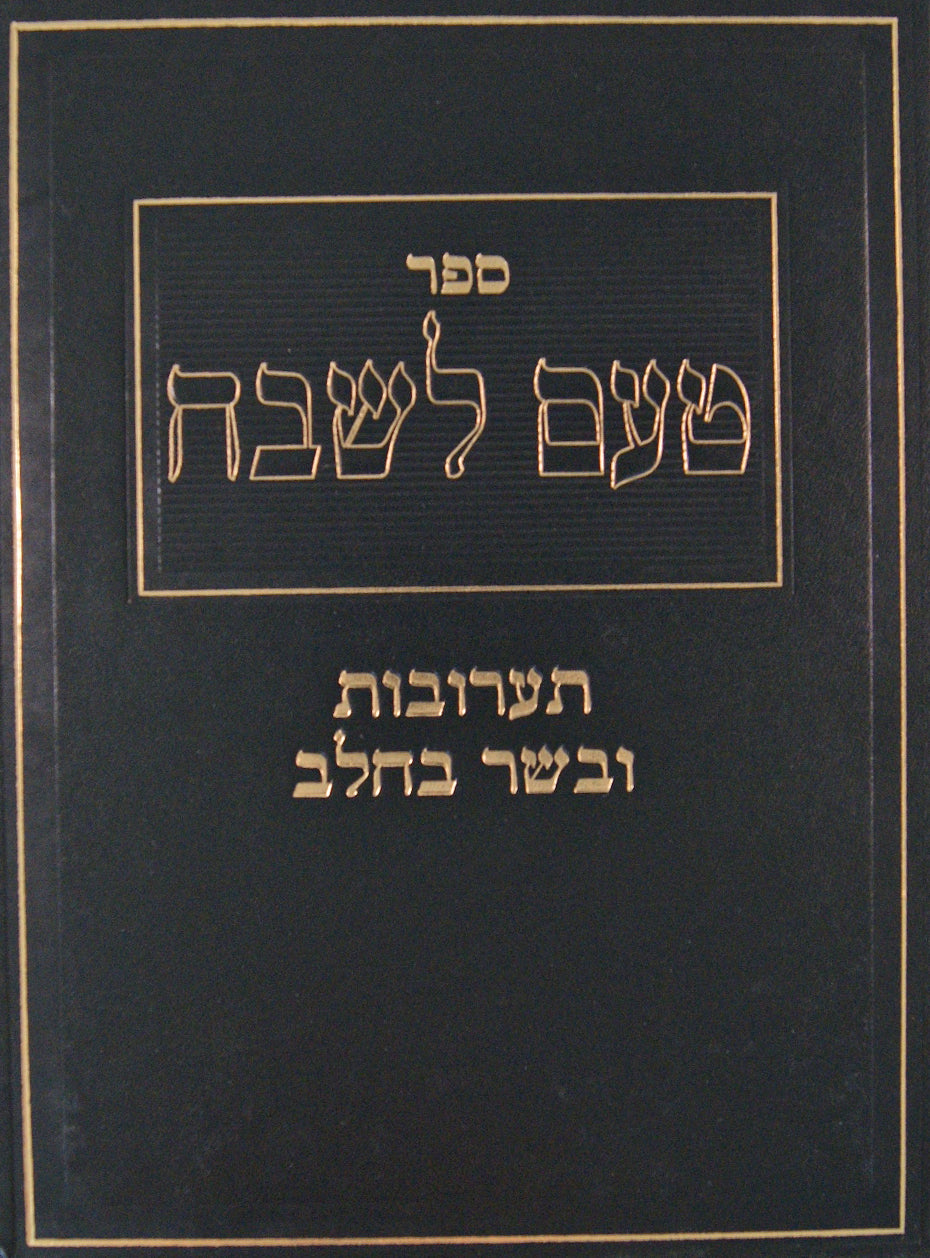 ספר
טעם לשבח
תערובות
ובשר בחלב